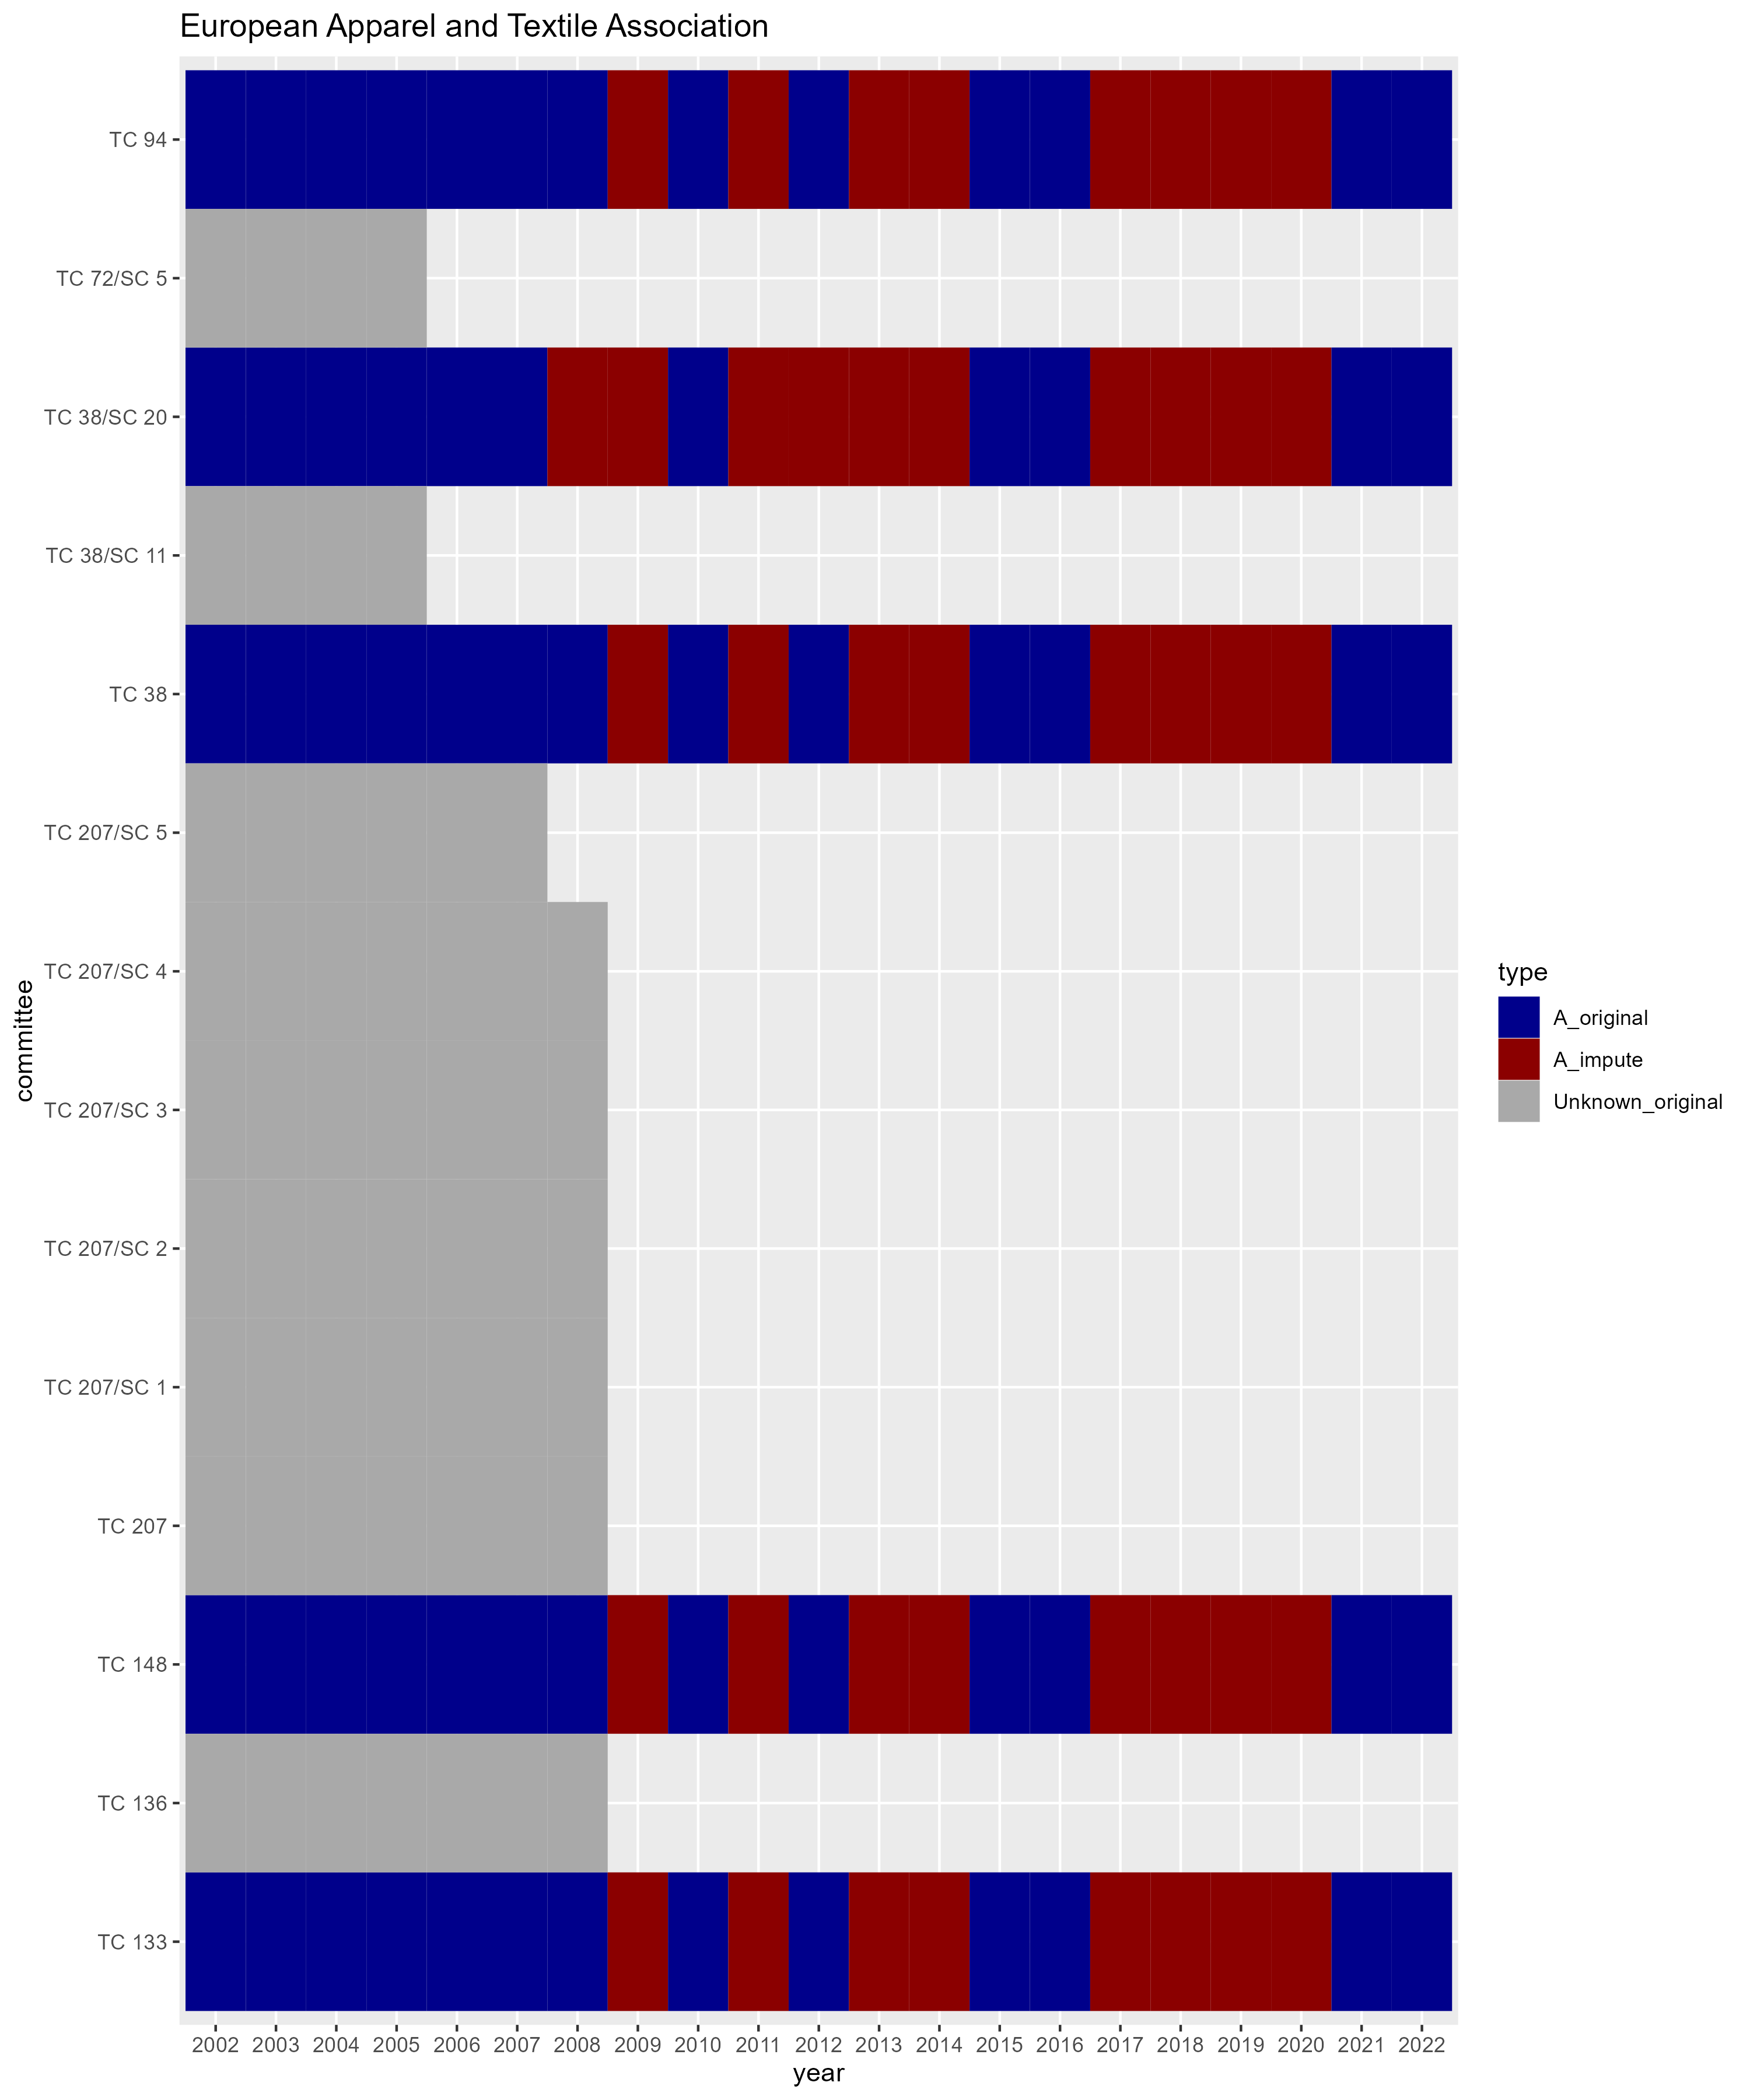 European Apparel and Textile Association
TC 94
TC 72/SC 5
TC 38/SC 20
TC 38/SC 11
TC 38
TC 207/SC 5
TC 207/SC 4
TC 207/SC 3
TC 207/SC 2
TC 207/SC 1
TC 207
TC 148
TC 136
TC 133
committee
2002 2003 2004 2005 2006 2007 2008 2009 2010 2011 2012 2013 2014 2015 2016 2017 2018 2019 2020 2021 2022
year
type
A_original
A_impute
Unknown_original